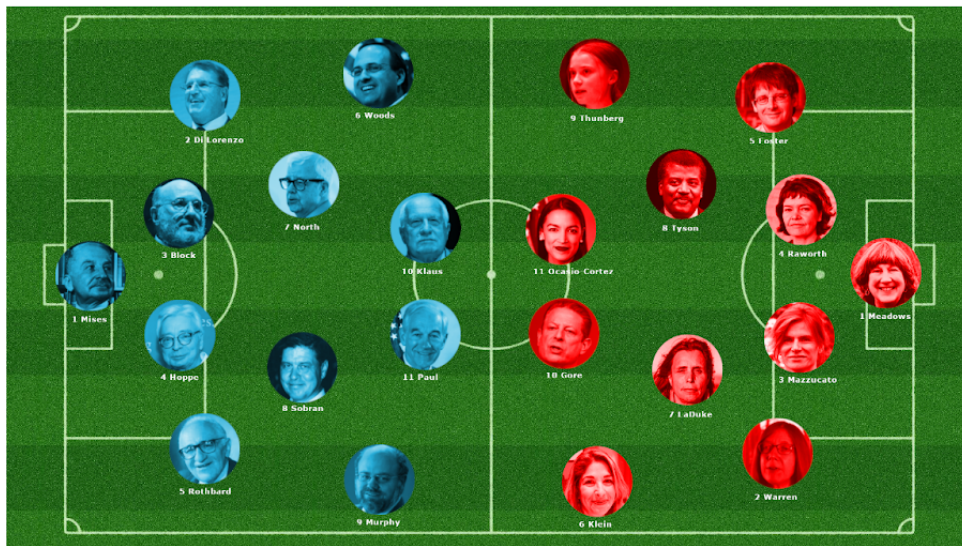 2 Di Lorenzo
6 Woods
9 Thunberg
5 Foster
3 Block
7 North
10 Klaus
11 Ocasio-Cortez
8 Tyson
4 Raworth
1 Mises
1 Meadows
4 Hoppe
8 Sobran
11 Paul
10 Gore
7 LaDuke
3 Mazzucato
5 Rothbard
9 Murphy
6 Klein
2 Warren